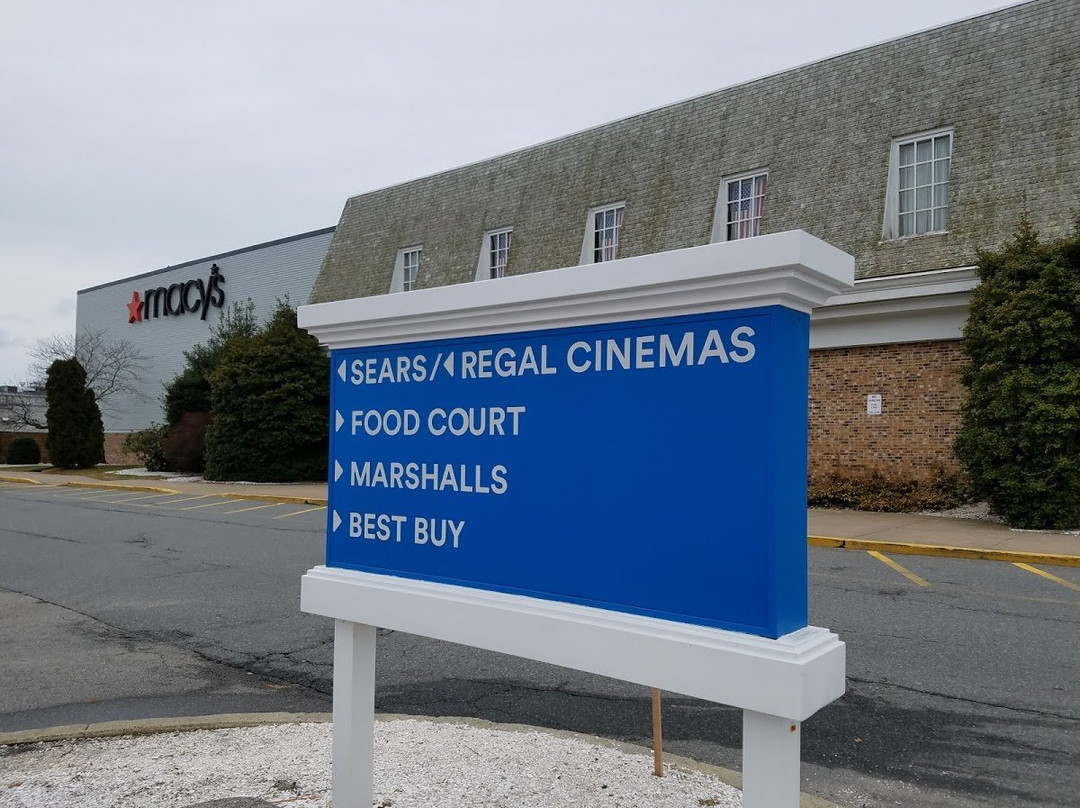 macy's
SEARS/ REGAL CINEMAS
FOOD COURT
MARSHALLS
BEST BUY